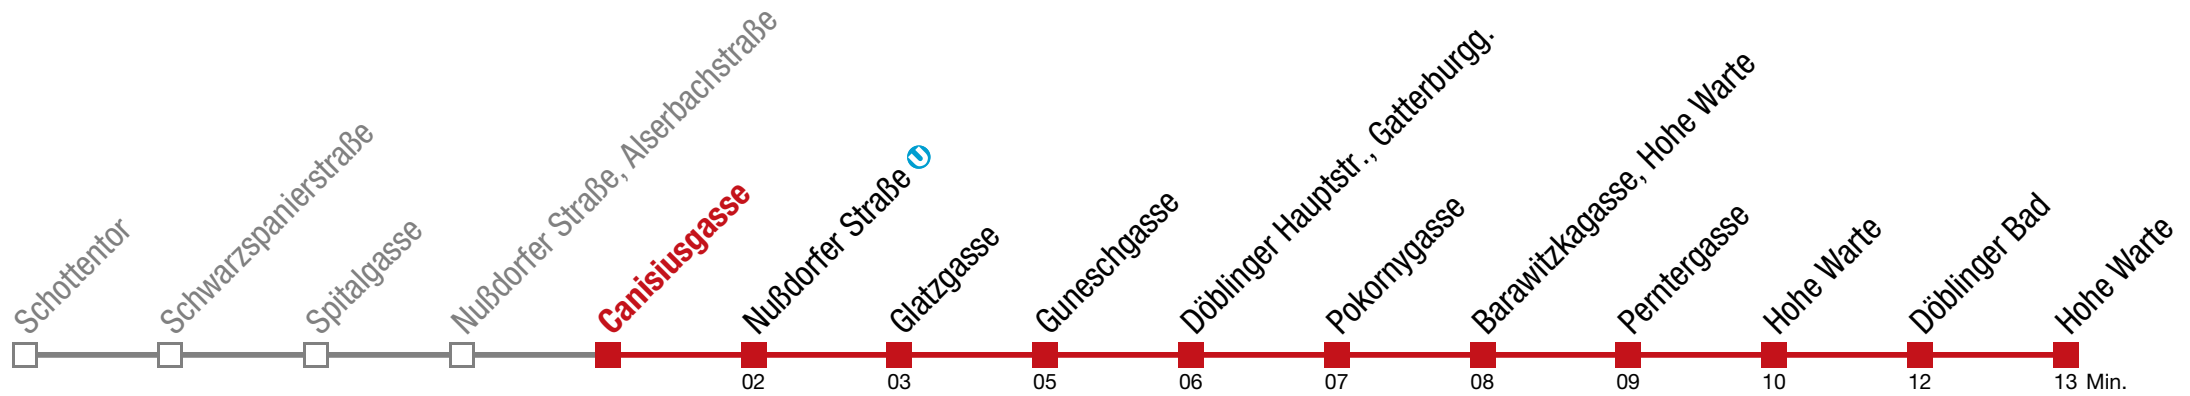 Schottentor
Schwarzspanierstraße
Spitalgasse
Nußdorfer Straße, Alserbachstraße
Canisiusgasse
Nußdorfer Straße U
Glatzgasse
Guneschgasse
Döblinger Hauptstr., Gatterburgg.
Pokornygasse
Barawitzkagasse, Hohe Warte
Perntergasse
Hohe Warte
Döblinger Bad
Hohe Warte
02 03 05 06 07 08 09 10 12 13 Min.